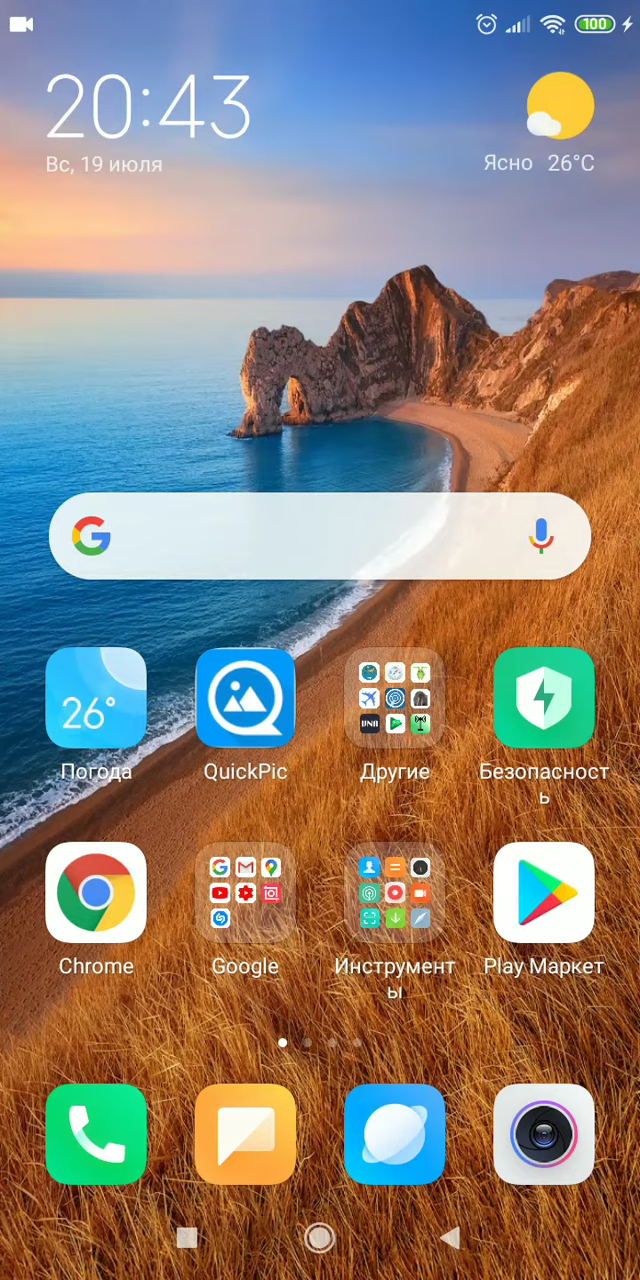 100
20:43
Вс, 19 июля
Ясно 26°C
26°
Погода
QuickPic
Другие
Безопасност
ь
Chrome
Google
Инструмент
ы
Play Маркет